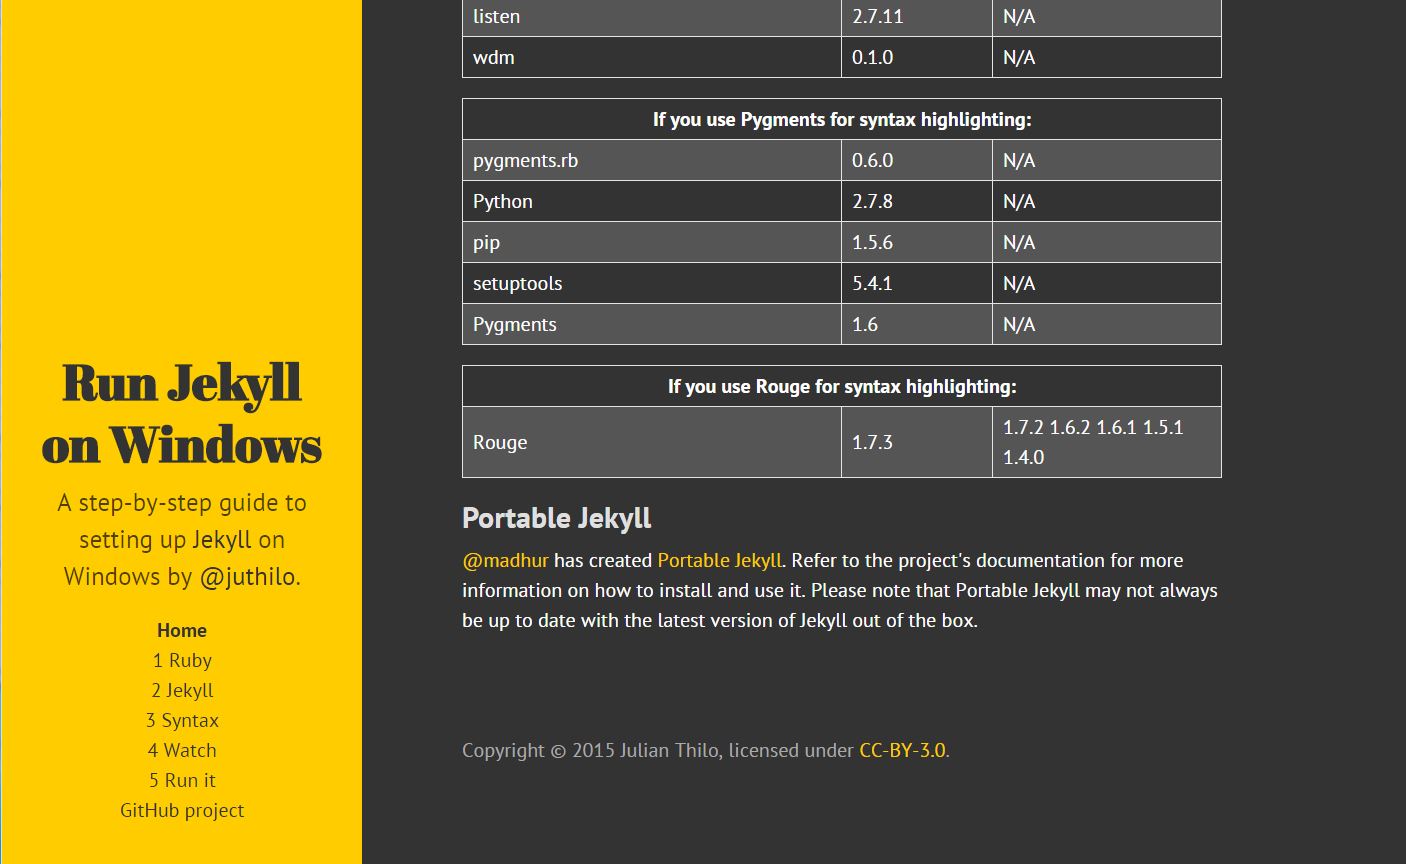 Run Jekyll
on Windows
A step-by-step guide to
setting up Jekyll on
Windows by @juthilo.
Home
1 Ruby
2 Jekyll
3 Syntax
4 Watch
5 Run it
GitHub project
listen 2.7.11 N/A
wdm 0.1.0 N/A
If you use Pygments for syntax highlighting:
pygments.rb 0.6.0 N/A
Python 2.7.8 N/A
pip 1.5.6 N/A
setuptools 5.4.1 N/A
Pygments 1.6 N/A
If you use Rouge for syntax highlighting:
Rouge 1.7.3 1.7.2 1.6.2 1.6.1 1.5.1
1.4.0
Portable Jekyll
@madhur has created Portable Jekyll. Refer to the project's documentation for more
information on how to install and use it. Please note that Portable Jekyll may not always
be up to date with the latest version of Jekyll out of the box.
Copyright © 2015 Julian Thilo, licensed under CC-BY-3.0.